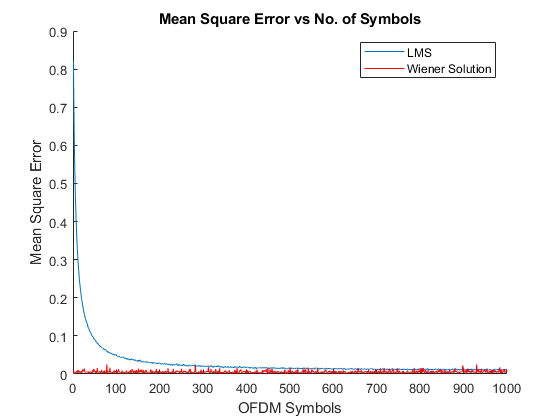 Mean Square Error vs No. of Symbols
LMS
Wiener Solution
Mean Square Error
0.9
0.8
0.7
0.6
0.5
0.4
0.3
0.2
0.1
0
0 100 200 300 400 500 600 700 800 900 1000
OFDM Symbols